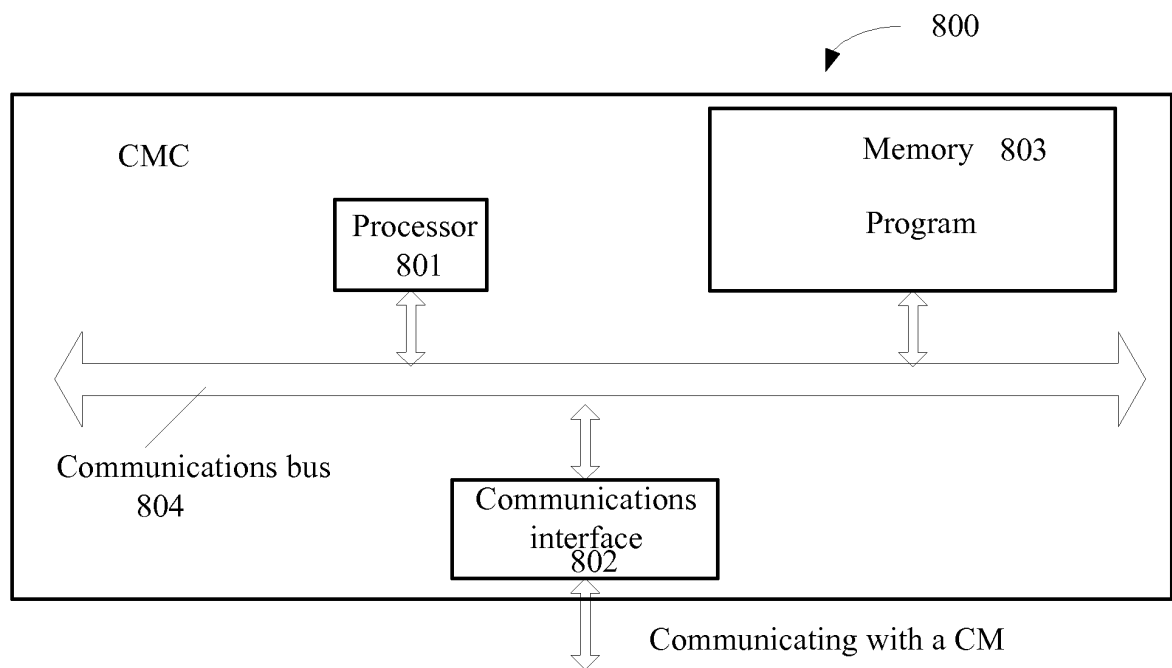 800
CMC
Memory 803
Program
Processor
801
Communications bus
804
Communications
interface
802
Communicating with a CM